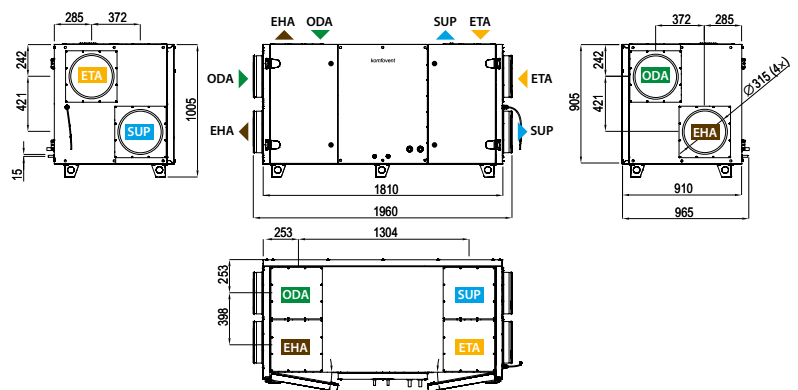 285 372
242
421
15
ETA
SUP
1005
EHA ODA SUP ETA
komfovent
ODA ETA
EHA SUP
1810
1960
372 285
242
421
905
ODA
Ø315 (4x)
EHA
910
965
253 1304
253
398
ODA SUP
EHA ETA